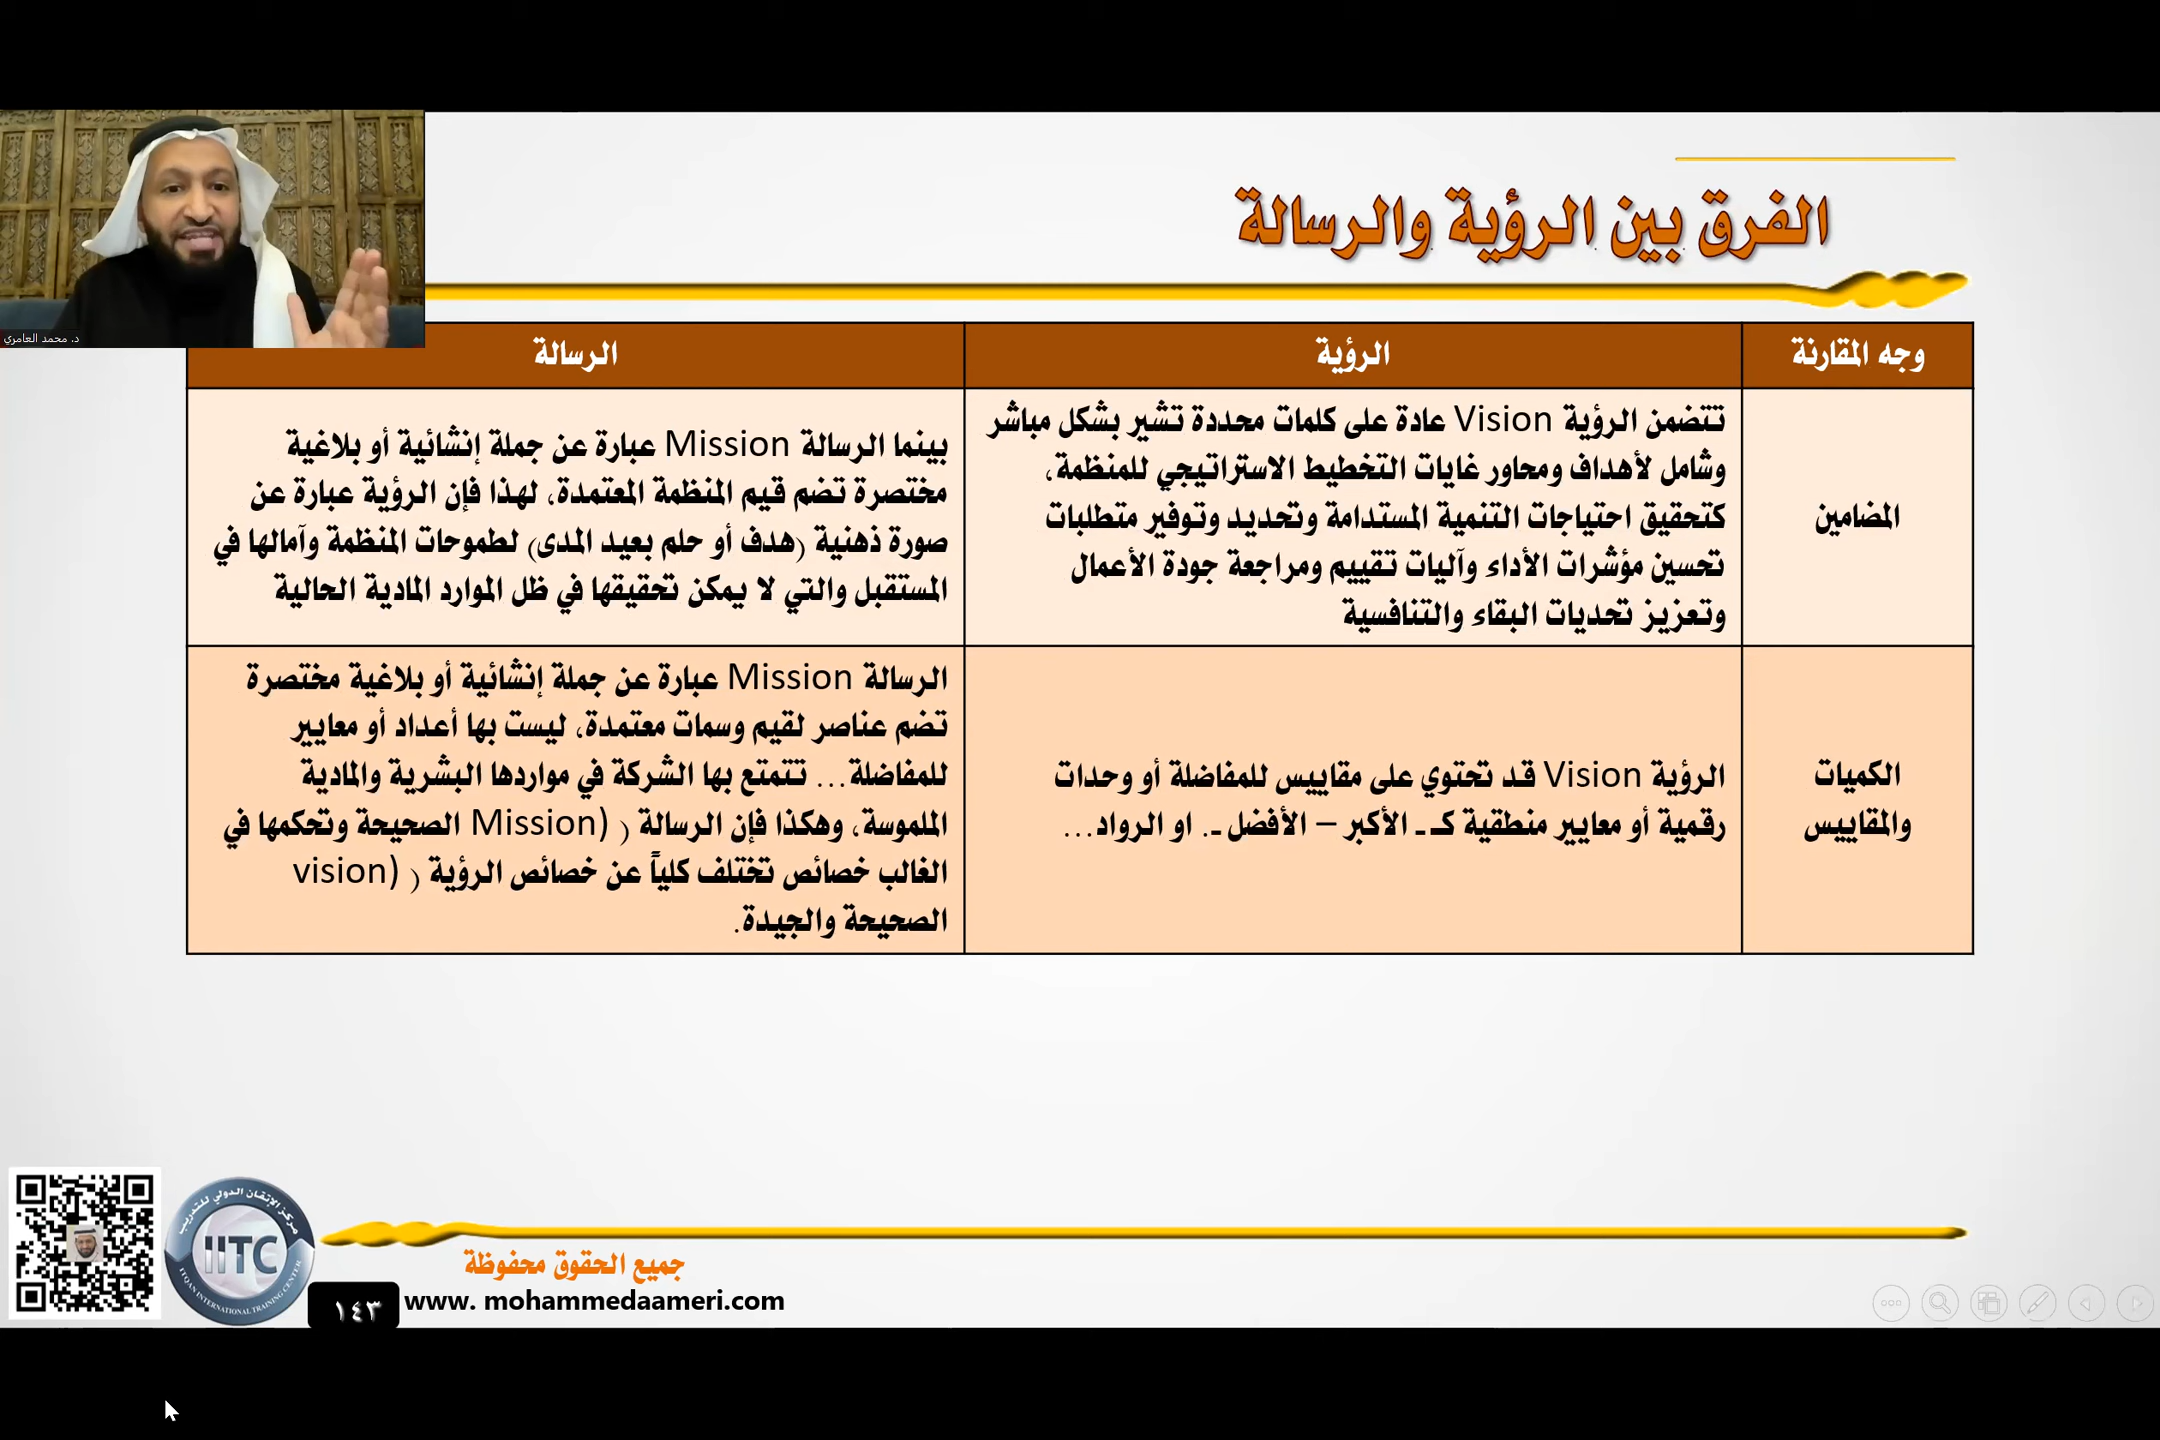 د. محمد العامري
الفرق بين الرؤية والرسالة
وجه المقارنة
الرؤية
الرسالة
المضامين
تتضمن الرؤية Vision عادة على كلمات محددة تشير بشكل مباشر
وشامل لأهداف ومحاور غايات التخطيط الاستراتيجي للمنظمة،
كتحقيق احتياجات التنمية المستدامة وتحديد وتوفير متطلبات
تحسين مؤشرات الأداء وآليات تقييم ومراجعة جودة الأعمال
وتعزيز تحديات البقاء والتنافسية
بينما الرسالة Mission عبارة عن جملة إنشائية أو بلاغية
مختصرة تضم قيم المنظمة المعتمدة، لهذا فإن الرؤية عبارة عن
صورة ذهنية (هدف أو حلم بعيد المدى) لطموحات المنظمة وآمالها في
المستقبل والتي لا يمكن تحقيقها في ظل الموارد المادية الحالية
الكميات
والمقاييس
الرؤية Vision قد تحتوي على مقاييس للمفاضلة أو وحدات
رقمية أو معايير منطقية كـ ـ الأكبر – الأفضل ـ. او الرواد...
الرسالة Mission عبارة عن جملة إنشائية أو بلاغية مختصرة
تضم عناصر لقيم وسمات معتمدة، ليست بها أعداد أو معايير
للمفاضلة... تتمتع بها الشركة في مواردها البشرية والمادية
الملموسة، وهكذا فإن الرسالة ( (Mission الصحيحة وتحكمها في
الغالب خصائص تختلف كلياً عن خصائص الرؤية ( (vision
الصحيحة والجيدة.
مركز الإتقان الدولي للتدريب
IITC
ITQAN INTERNATIONAL TRAINING CENTER
جميع الحقوق محفوظة
www. mohammedaameri.com
١٤٣